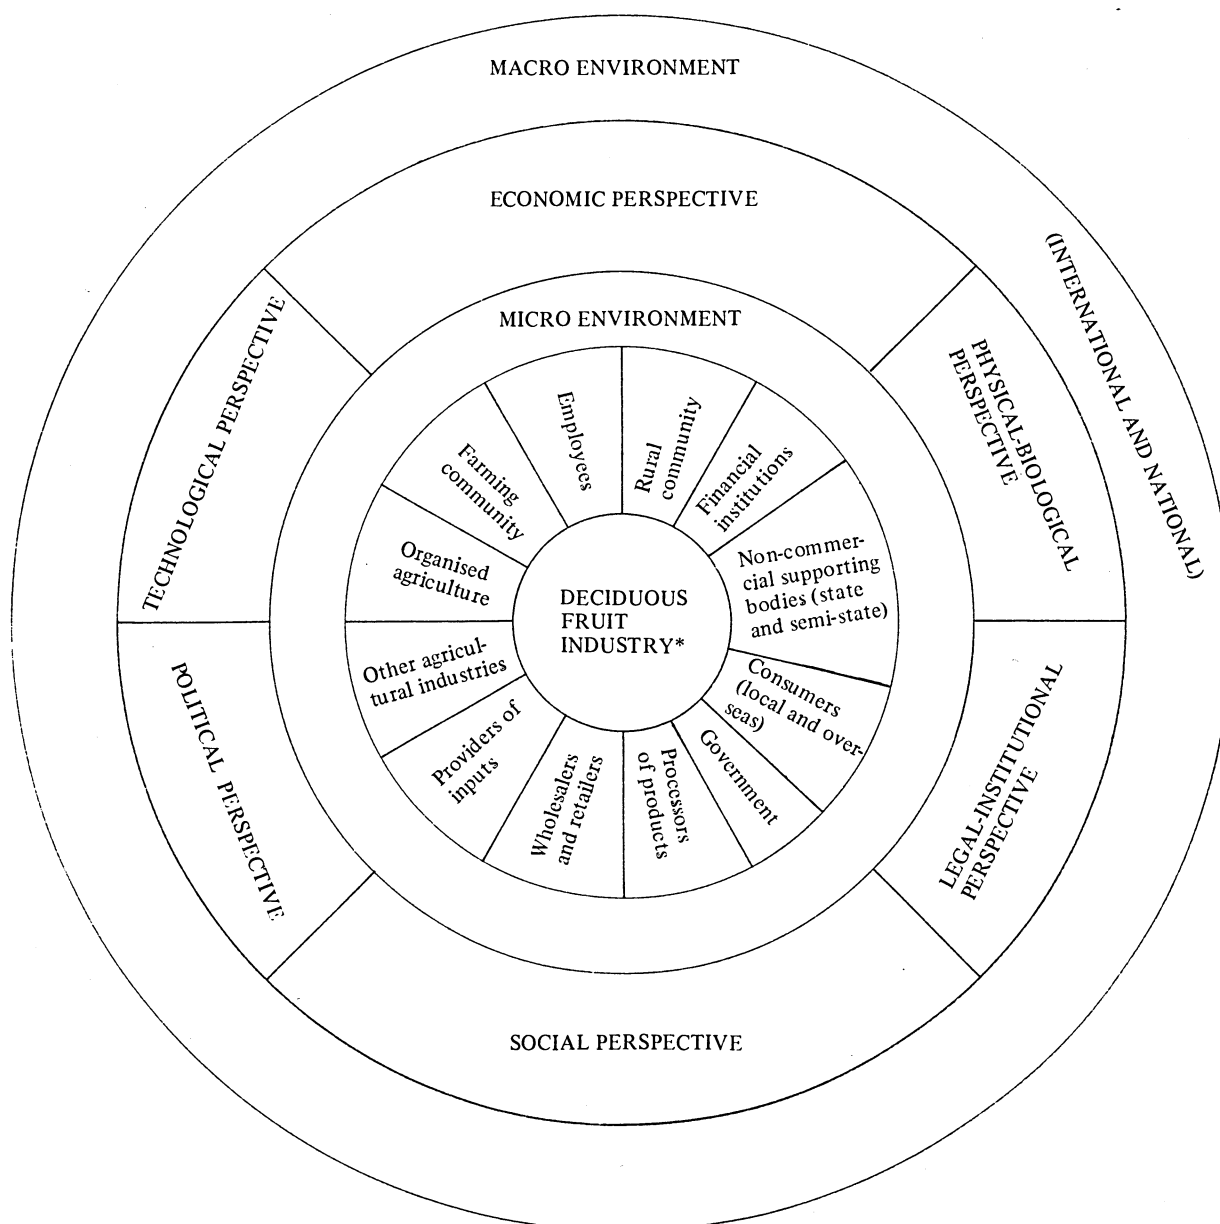 MACRO ENVIRONMENT
(INTERNATIONAL AND NATIONAL)
ECONOMIC PERSPECTIVE
PHYSICAL-BIOLOGICAL
PERSPECTIVE
LEGAL-INSTITUTIONAL
PERSPECTIVE
SOCIAL PERSPECTIVE
POLITICAL PERSPECTIVE
TECHNOLOGICAL PERSPECTIVE
MICRO ENVIRONMENT
Employees
Rural
community
Financial
institutions
Non-commer-
cial supporting
bodies (state
and semi-state)
Consumers
(local and over-
seas)
Government
Processors
of products
Wholesalers
and retailers
Providers of
inputs
Other agricul-
tural industries
Organised
agriculture
Farming
community
DECIDUOUS
FRUIT
INDUSTRY*